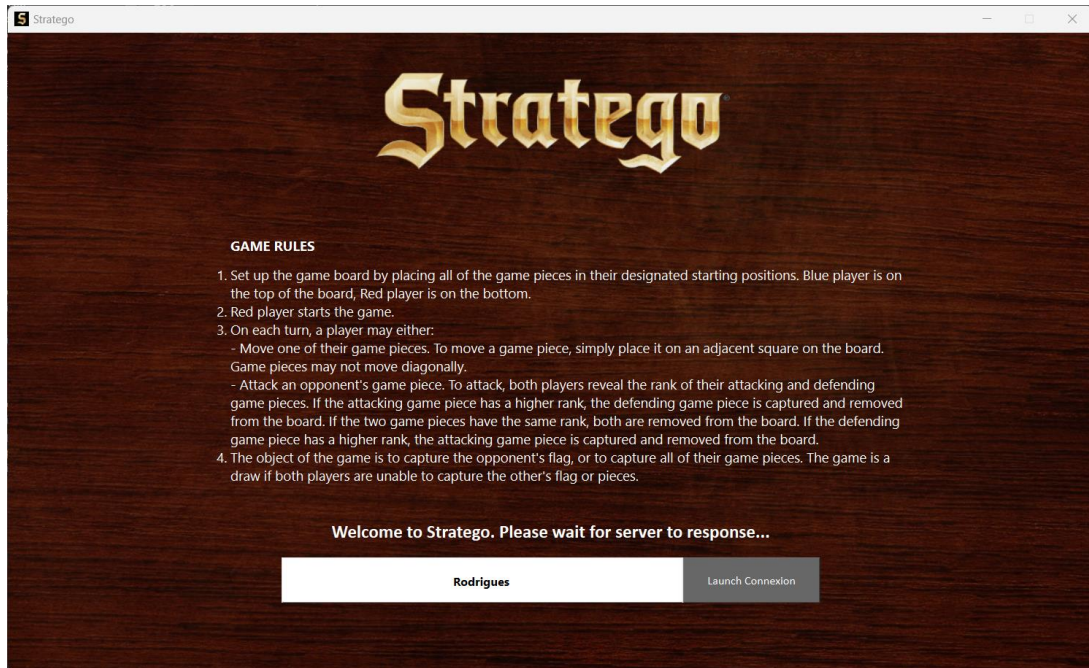 Stratego
Stratego
GAME RULES
1. Set up the game board by placing all of the game pieces in their designated starting positions. Blue player is on
the top of the board, Red player is on the bottom.
2. Red player starts the game.
3. On each turn, a player may either:
- Move one of their game pieces. To move a game piece, simply place it on an adjacent square on the board.
Game pieces may not move diagonally.
- Attack an opponent's game piece. To attack, both players reveal the rank of their attacking and defending
game pieces. If the attacking game piece has a higher rank, the defending game piece is captured and removed
from the board. If the two game pieces have the same rank, both are removed from the board. If the defending
game piece has a higher rank, the attacking game piece is captured and removed from the board.
4. The object of the game is to capture the opponent's flag, or to capture all of their game pieces. The game is a
draw if both players are unable to capture the other's flag or pieces.
Welcome to Stratego. Please wait for server to response...
Rodrigues
Launch Connexion